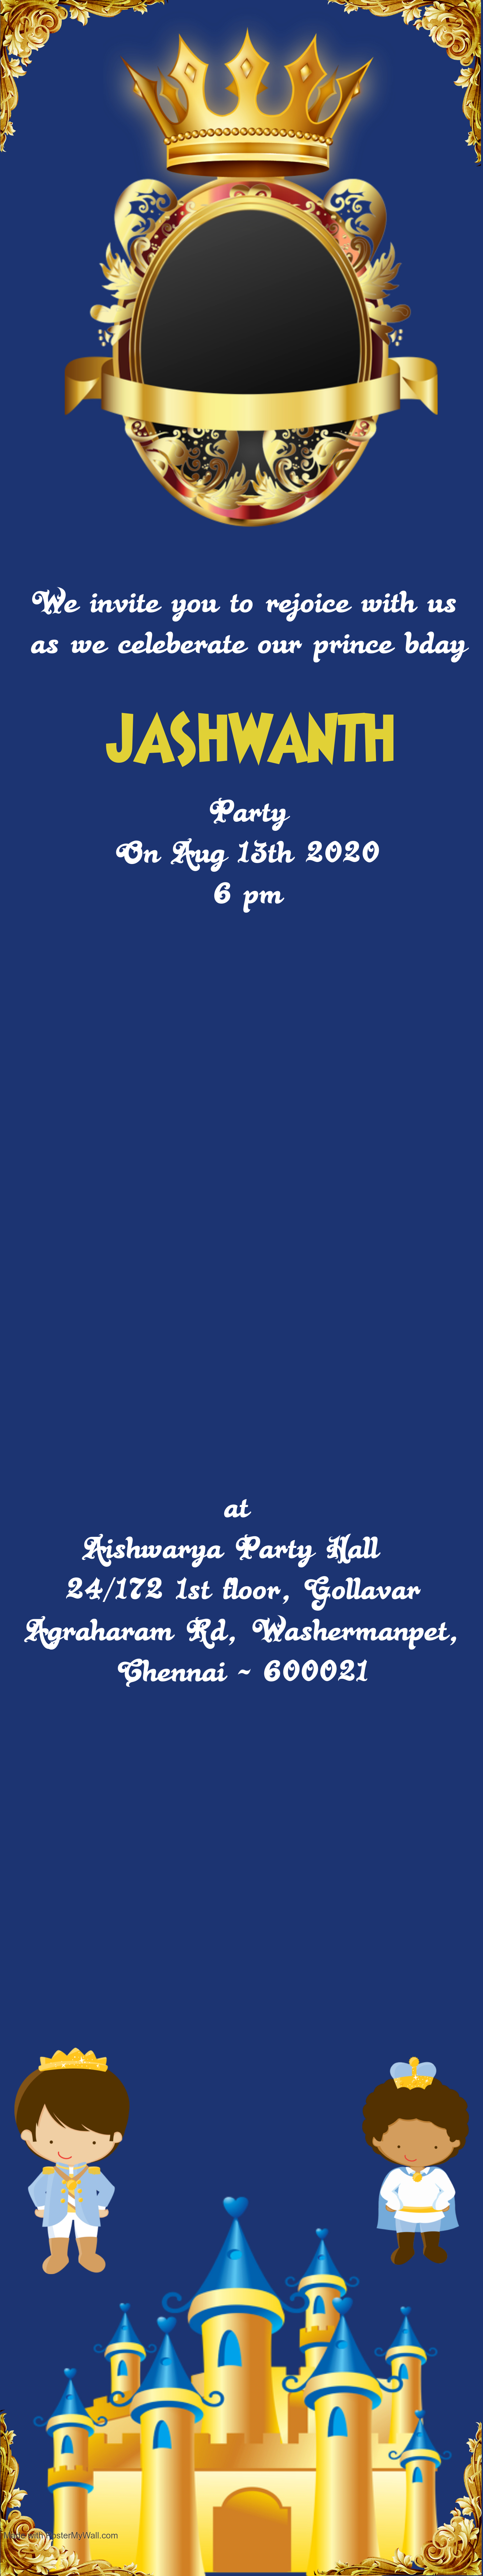 We invite you to rejoice with us
as we celeberate our prince bday
JASHWANTH
Party
On Aug 13th 2020
6 pm
at
Aishwarya Party Hall
24/172 1st floor, Gollavar
Agraharam Rd, Washermanpet,
Chennai - 600021
with PosterMyWall.com